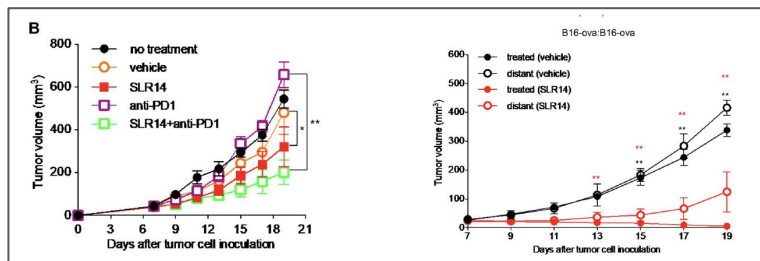 B
800
600
400
200
0
Tumor volume (mm³)
no treatment
vehicle
SLR14
anti-PD1
SLR14+anti-PD1
*
**
0 3 6 9 12 15 18 21
Days after tumor cell inoculation
B16-ova:B16-ova
600
500
400
300
200
100
0
Tumor volume (mm³)
treated (vehicle)
distant (vehicle)
treated (SLR14)
distant (SLR14)
**
**
**
**
**
**
**
7 9 11 13 15 17 19
Days after tumor cell inoculation